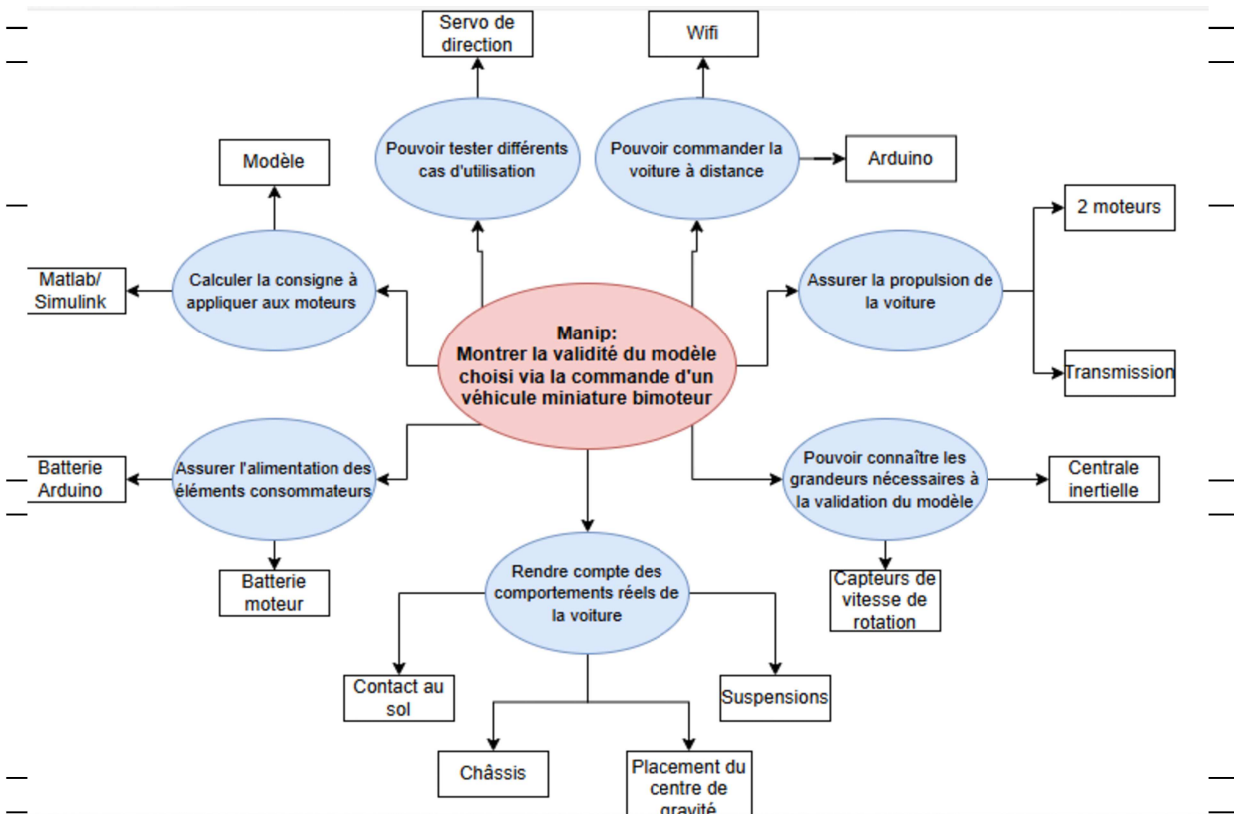 Servo de
direction
Wifi
Pouvoir tester différents
cas d'utilisation
Pouvoir commander la
voiture à distance
Arduino
Modèle
2 moteurs
Matlab/
Simulink
Calculer la consigne à
appliquer aux moteurs
Assurer la propulsion de
la voiture
Manip:
Montrer la validité du modèle
choisi via la commande d'un
véhicule miniature bimoteur
Transmission
Batterie
Arduino
Assurer l'alimentation des
éléments consommateurs
Pouvoir connaître les
grandeurs nécessaires à
la validation du modèle
Centrale
inertielle
Batterie
moteur
Rendre compte des
comportements réels de
la voiture
Capteurs de
vitesse de
rotation
Contact au
sol
Suspensions
Châssis
Placement du
centre de
gravité